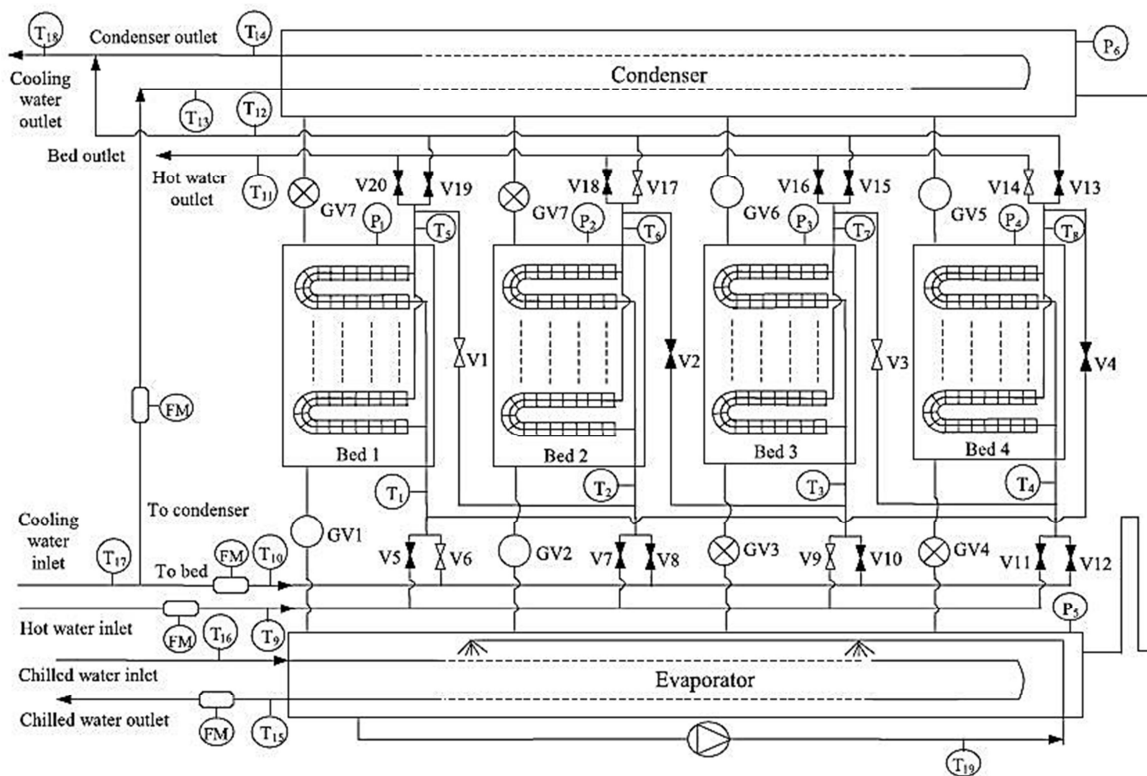 T18
Condenser outlet
T14
P6
Condenser
Cooling
water
outlet
T13
T12
Bed outlet
Hot water
outlet
T11
V20
V19
V18
V17
V16
V15
V14
V13
GV7
GV7
GV6
GV5
P1
T5
P2
T6
P3
T7
P4
T8
V1
V2
V3
V4
FM
Bed 1
Bed 2
Bed 3
Bed 4
T1
T2
T3
T4
Cooling
water
inlet
To condenser
T17
To bed
FM
T10
GV1
V5
V6
GV2
V7
V8
GV3
V9
V10
GV4
V11
V12
Hot water inlet
FM
T9
T16
P5
Chilled water inlet
Evaporator
Chilled water outlet
FM
T15
T19